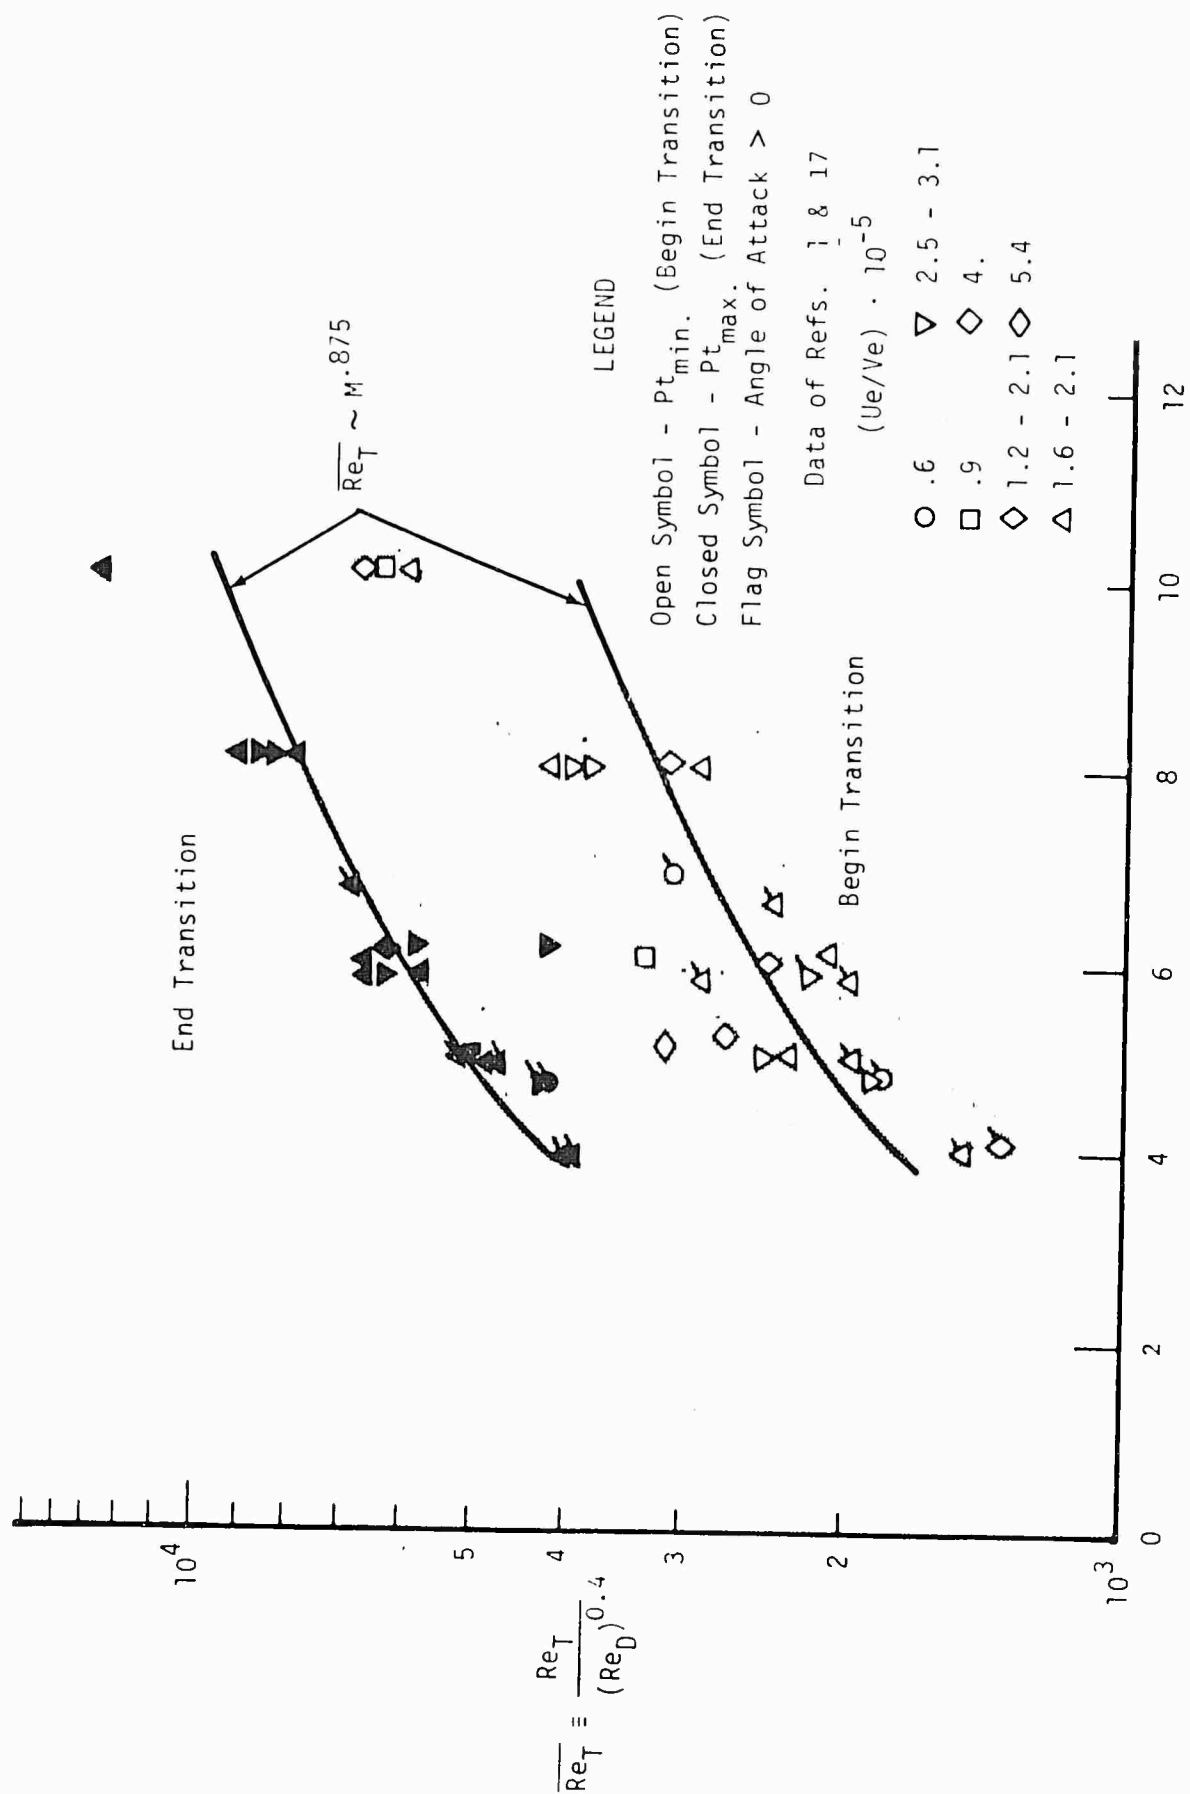 End Transition
Re_T ~ M^.875
LEGEND
Open Symbol - Pt_min. (Begin Transition)
Closed Symbol - Pt_max. (End Transition)
Flag Symbol - Angle of Attack > 0
Data of Refs. 1 & 17
(Ue/Ve) · 10^-5
○ .6 ▽ 2.5 - 3.1
□ .9 ◇ 4.
◇ 1.2 - 2.1 ◇ 5.4
△ 1.6 - 2.1
Begin Transition
10^4
5
4
3
2
10^3
Re_T ≡ Re_T / (Re_D)^0.4
0 2 4 6 8 10 12